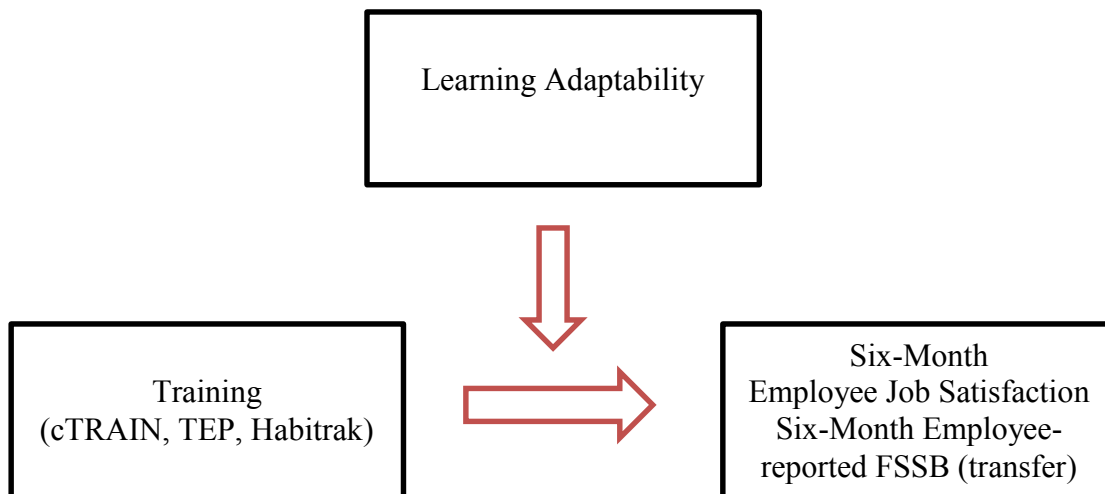 Learning Adaptability
Training
(cTRAIN, TEP, Habitrak)
Six-Month
Employee Job Satisfaction
Six-Month Employee-
reported FSSB (transfer)